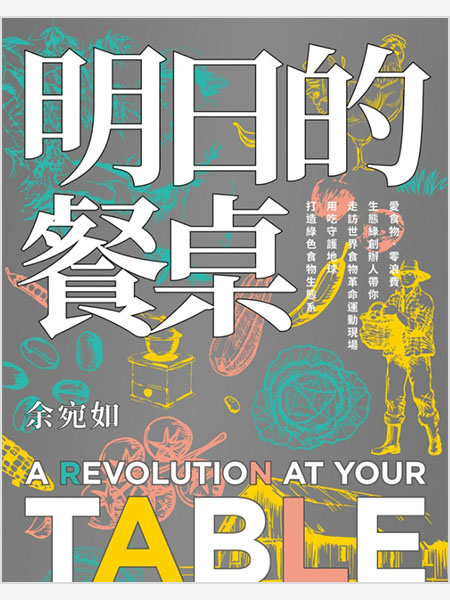 明日的
餐桌
愛食物，零浪費
生態綠創辦人帶你
走訪世界食物革命運動現場
用吃守護地球，
打造綠色食物生態系
余宛如
A REVOLUTION AT YOUR
TABLE